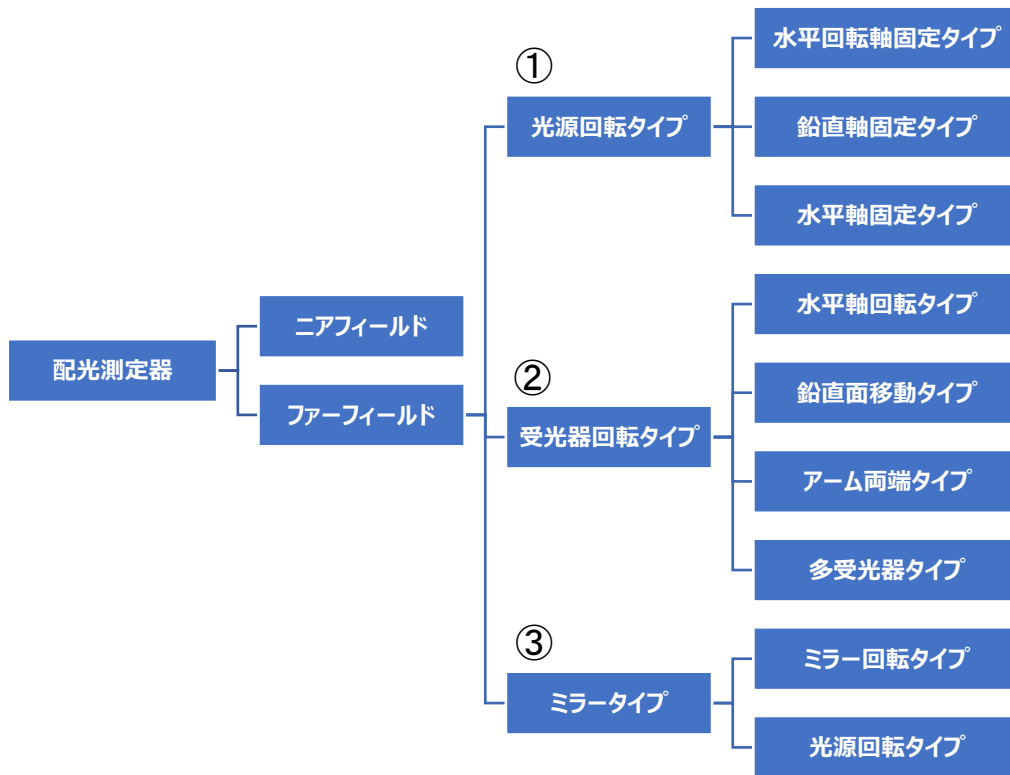 配光測定器
ニアフィールド
ファーフィールド
①
光源回転タイプ
水平回転軸固定タイプ
鉛直軸固定タイプ
水平軸固定タイプ
②
受光器回転タイプ
水平軸回転タイプ
鉛直面移動タイプ
アーム両端タイプ
多受光器タイプ
③
ミラータイプ
ミラー回転タイプ
光源回転タイプ